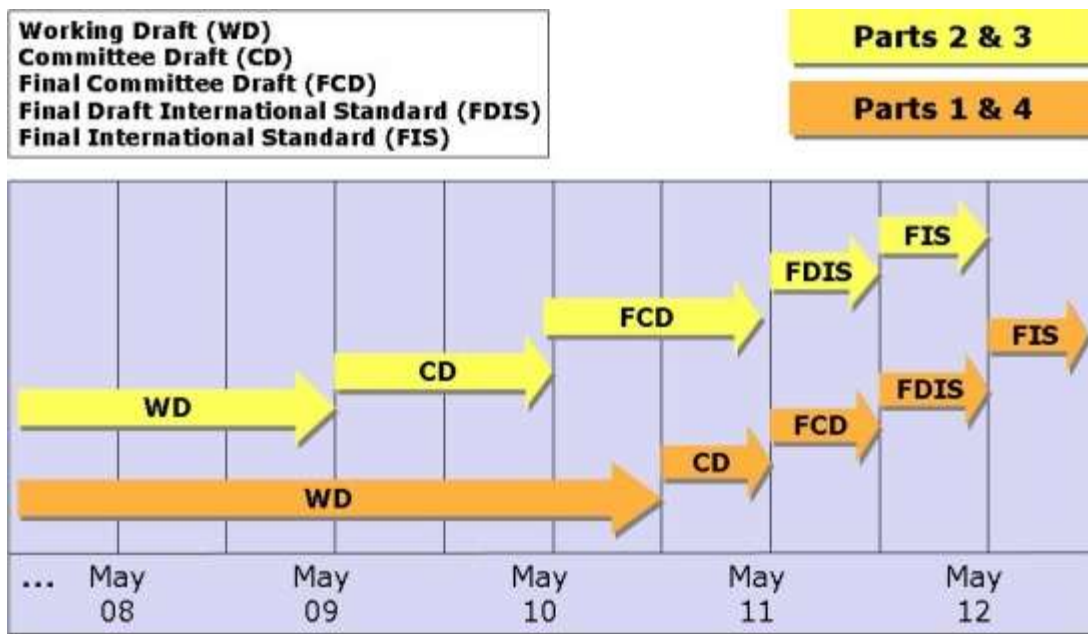 Working Draft (WD)
Committee Draft (CD)
Final Committee Draft (FCD)
Final Draft International Standard (FDIS)
Final International Standard (FIS)
Parts 2 & 3
Parts 1 & 4
FIS
FDIS
FCD
FIS
CD
FDIS
WD
FCD
CD
WD
... May May May May May
08 09 10 11 12